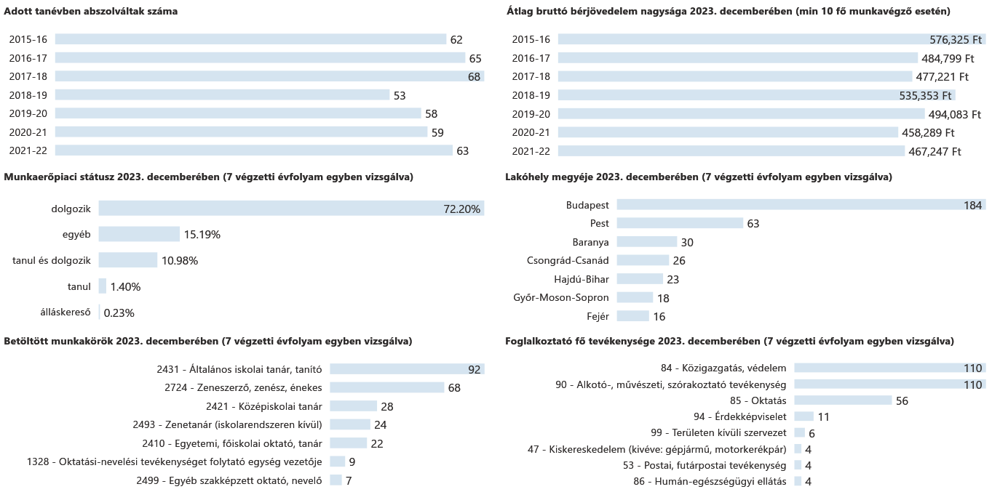 Adott tanévben abszolváltak száma
2015-16 62
2016-17 65
2017-18 68
2018-19 53
2019-20 58
2020-21 59
2021-22 63
Átlag bruttó bérjövedelem nagysága 2023. decemberében (min 10 fő munkavégző esetén)
2015-16 576,325 Ft
2016-17 484,799 Ft
2017-18 477,221 Ft
2018-19 535,353 Ft
2019-20 494,083 Ft
2020-21 458,289 Ft
2021-22 467,247 Ft
Munkaerőpiaci státusz 2023. decemberében (7 végzetti évfolyam egyben vizsgálva)
dolgozik 72.20%
egyéb 15.19%
tanul és dolgozik 10.98%
tanul 1.40%
álláskereső 0.23%
Lakóhely megyéje 2023. decemberében (7 végzetti évfolyam egyben vizsgálva)
Budapest 184
Pest 63
Baranya 30
Csongrád-Csanád 26
Hajdú-Bihar 23
Győr-Moson-Sopron 18
Fejér 16
Betöltött munkakörök 2023. decemberében (7 végzetti évfolyam egyben vizsgálva)
2431 - Általános iskolai tanár, tanító 92
2724 - Zeneszerző, zenész, énekes 68
2421 - Középiskolai tanár 28
2493 - Zenetanár (iskolarendszeren kívül) 24
2410 - Egyetemi, főiskolai oktató, tanár 22
1328 - Oktatási-nevelési tevékenységet folytató egység vezetője 9
2499 - Egyéb szakképzett oktató, nevelő 7
Foglalkoztató fő tevékenysége 2023. decemberében (7 végzetti évfolyam egyben vizsgálva)
84 - Közigazgatás, védelem 110
90 - Alkotó-, művészeti, szórakoztató tevékenység 110
85 - Oktatás 56
94 - Érdekképviselet 11
99 - Területen kívüli szervezet 6
47 - Kiskereskedelem (kivéve: gépjármű, motorkerékpár) 4
53 - Postai, futárpostai tevékenység 4
86 - Humán-egészségügyi ellátás 4